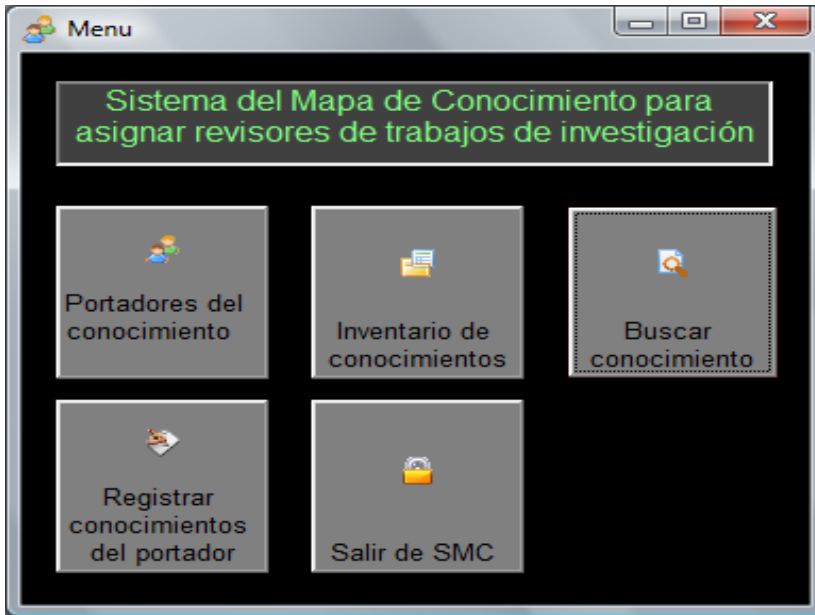 Menu
Sistema del Mapa de Conocimiento para
asignar revisores de trabajos de investigación
Portadores del
conocimiento
Inventario de
conocimientos
Buscar
conocimiento
Registrar
conocimientos
del portador
Salir de SMC